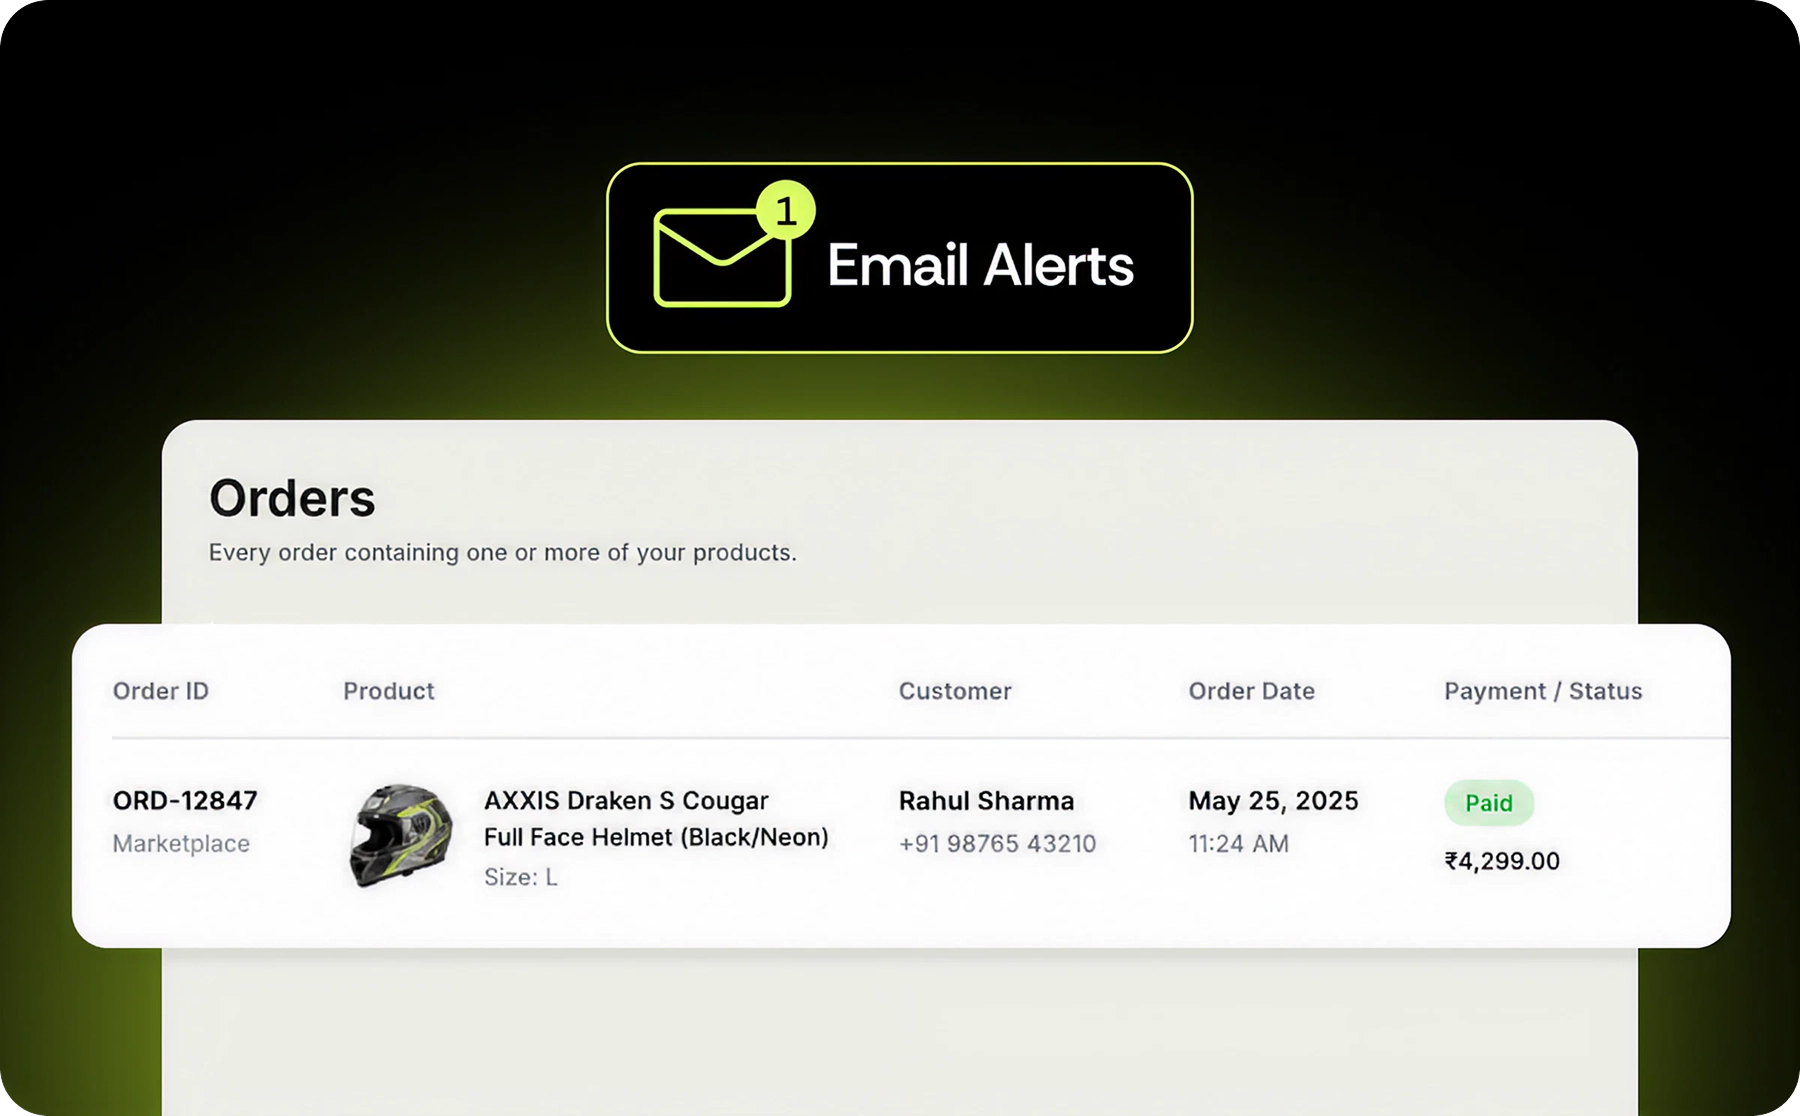 1
Email Alerts
Orders
Every order containing one or more of your products.
Order ID
Product
Customer
Order Date
Payment / Status
ORD-12847
Marketplace
AXXIS Draken S Cougar
Full Face Helmet (Black/Neon)
Size: L
Rahul Sharma
+91 98765 43210
May 25, 2025
11:24 AM
Paid
₹4,299.00